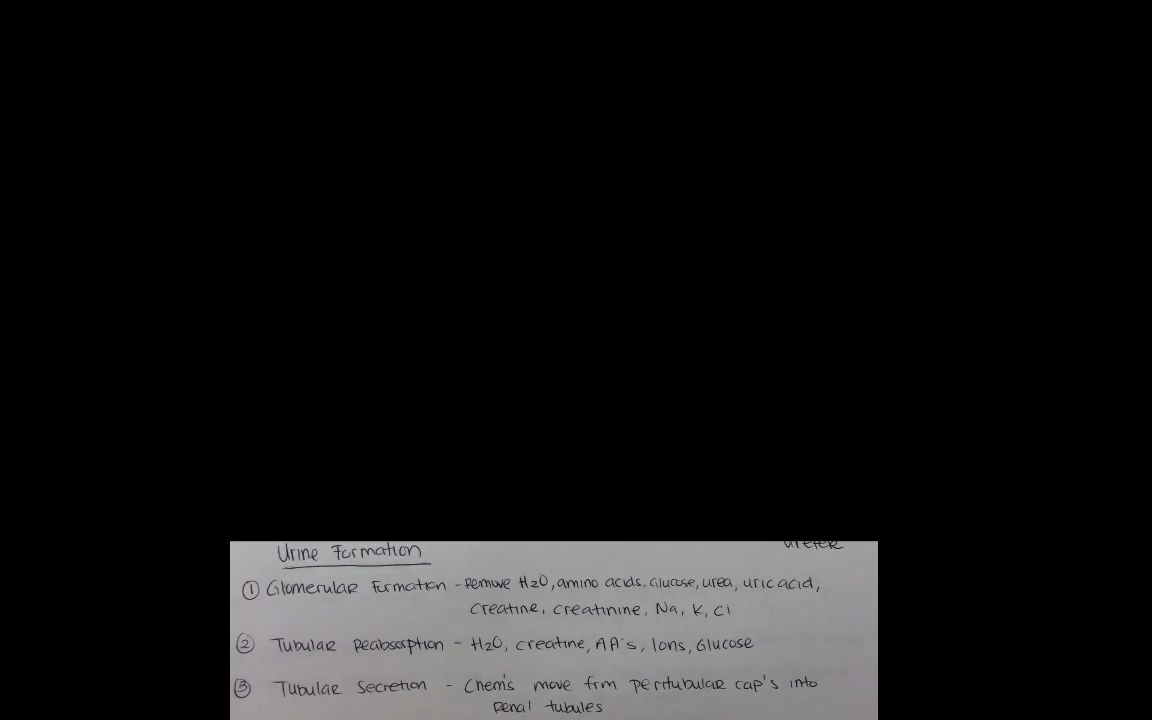 Urine Formation
ureter
① Glomerular Formation - remove H₂O, amino acids, glucose, urea, uric acid,
creatine, creatinine, Na, K, Cl
② Tubular Reabsorption - H₂O, creatine, AA's, Ions, Glucose
③ Tubular Secretion - Chem's move frm peritubular cap's into
renal tubules